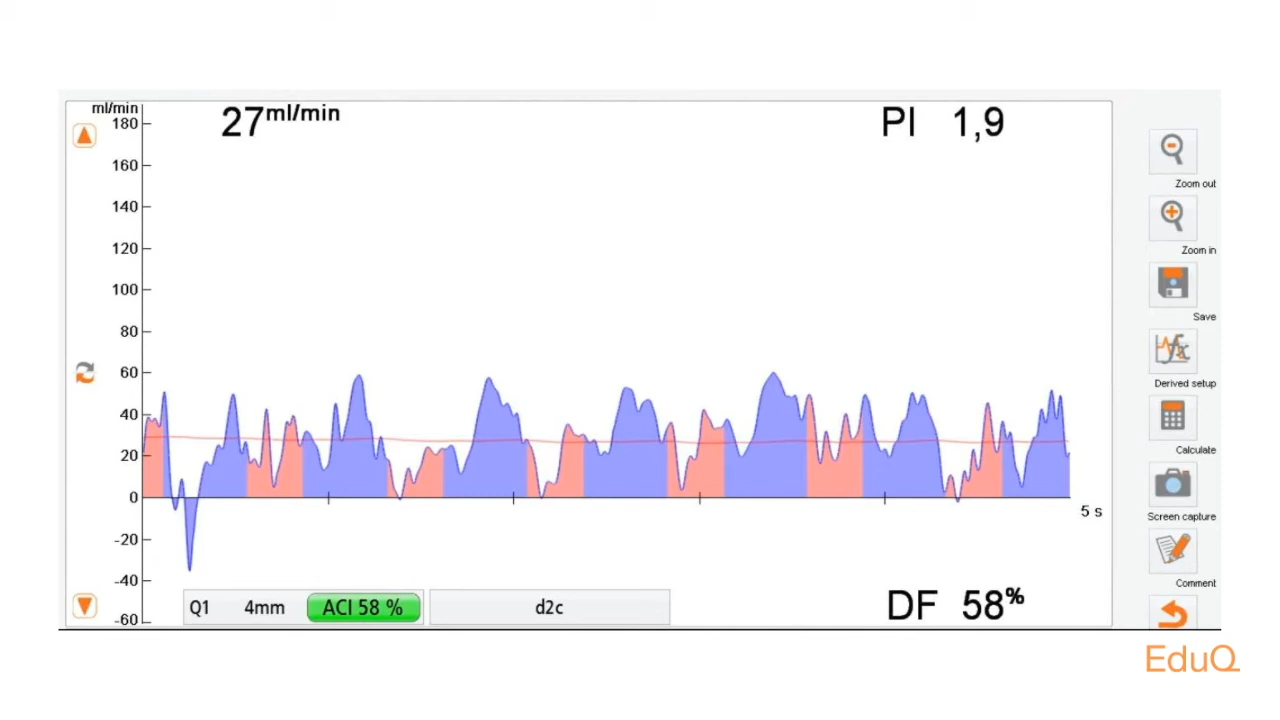 ml/min
27ml/min
PI 1,9
180
160
140
120
100
80
60
40
20
0
-20
-40
-60
5 s
Q1 4mm ACI 58 % d2c
DF 58%
Zoom out
Zoom in
Save
fx
Derived setup
Calculate
Screen capture
Comment
EduQ